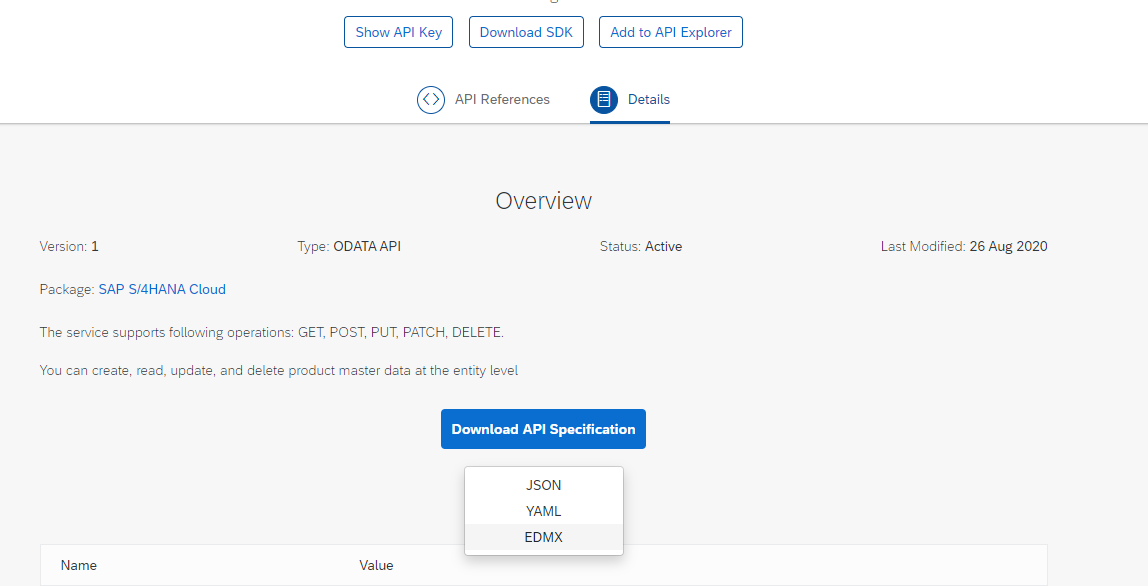 Show API Key Download SDK Add to API Explorer
API References Details
Overview
Version: 1 Type: ODATA API Status: Active Last Modified: 26 Aug 2020
Package: SAP S/4HANA Cloud
The service supports following operations: GET, POST, PUT, PATCH, DELETE.
You can create, read, update, and delete product master data at the entity level
Download API Specification
JSON
YAML
EDMX
Name Value